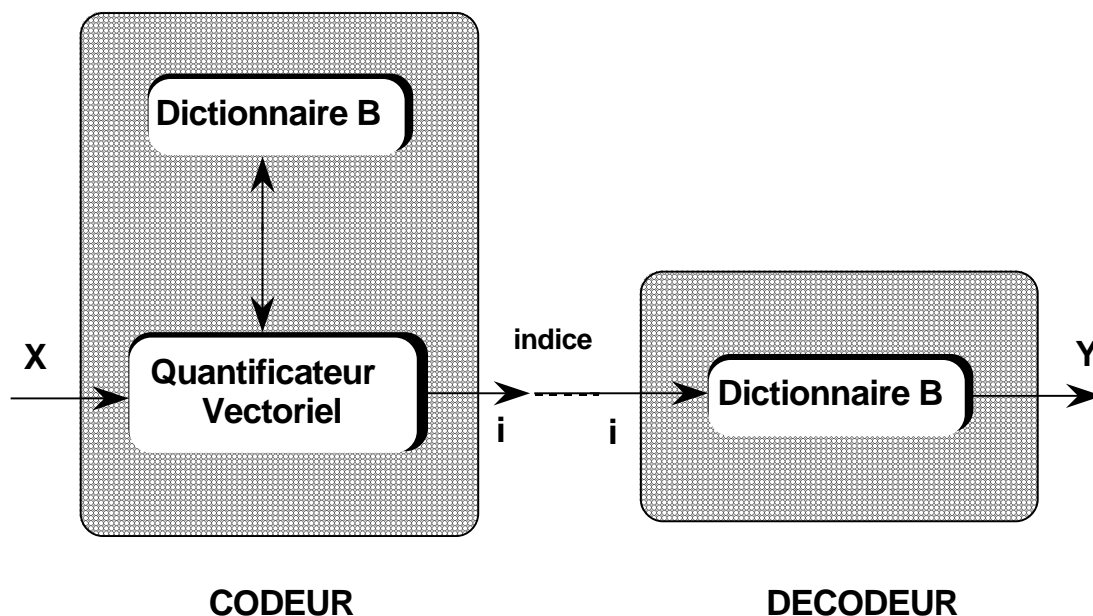 Dictionnaire B
X
Quantificateur
Vectoriel
i
indice
i
Dictionnaire B
Y
CODEUR
DECODEUR